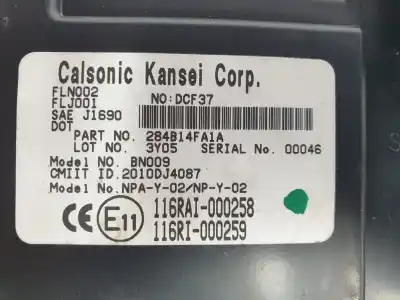 Calsonic Kansei Corp.
FLN002
FLJ001 NO:DCF37
SAE J1690
DOT
PART NO. 284B14FA1A
LOT NO. 3Y05 SERIAL No. 00046
Model No. BN009
CMIIT ID.2010DJ4087
Model No.NPA-Y-02/NP-Y-02
CE E11 116RAI-000258
116RI-000259